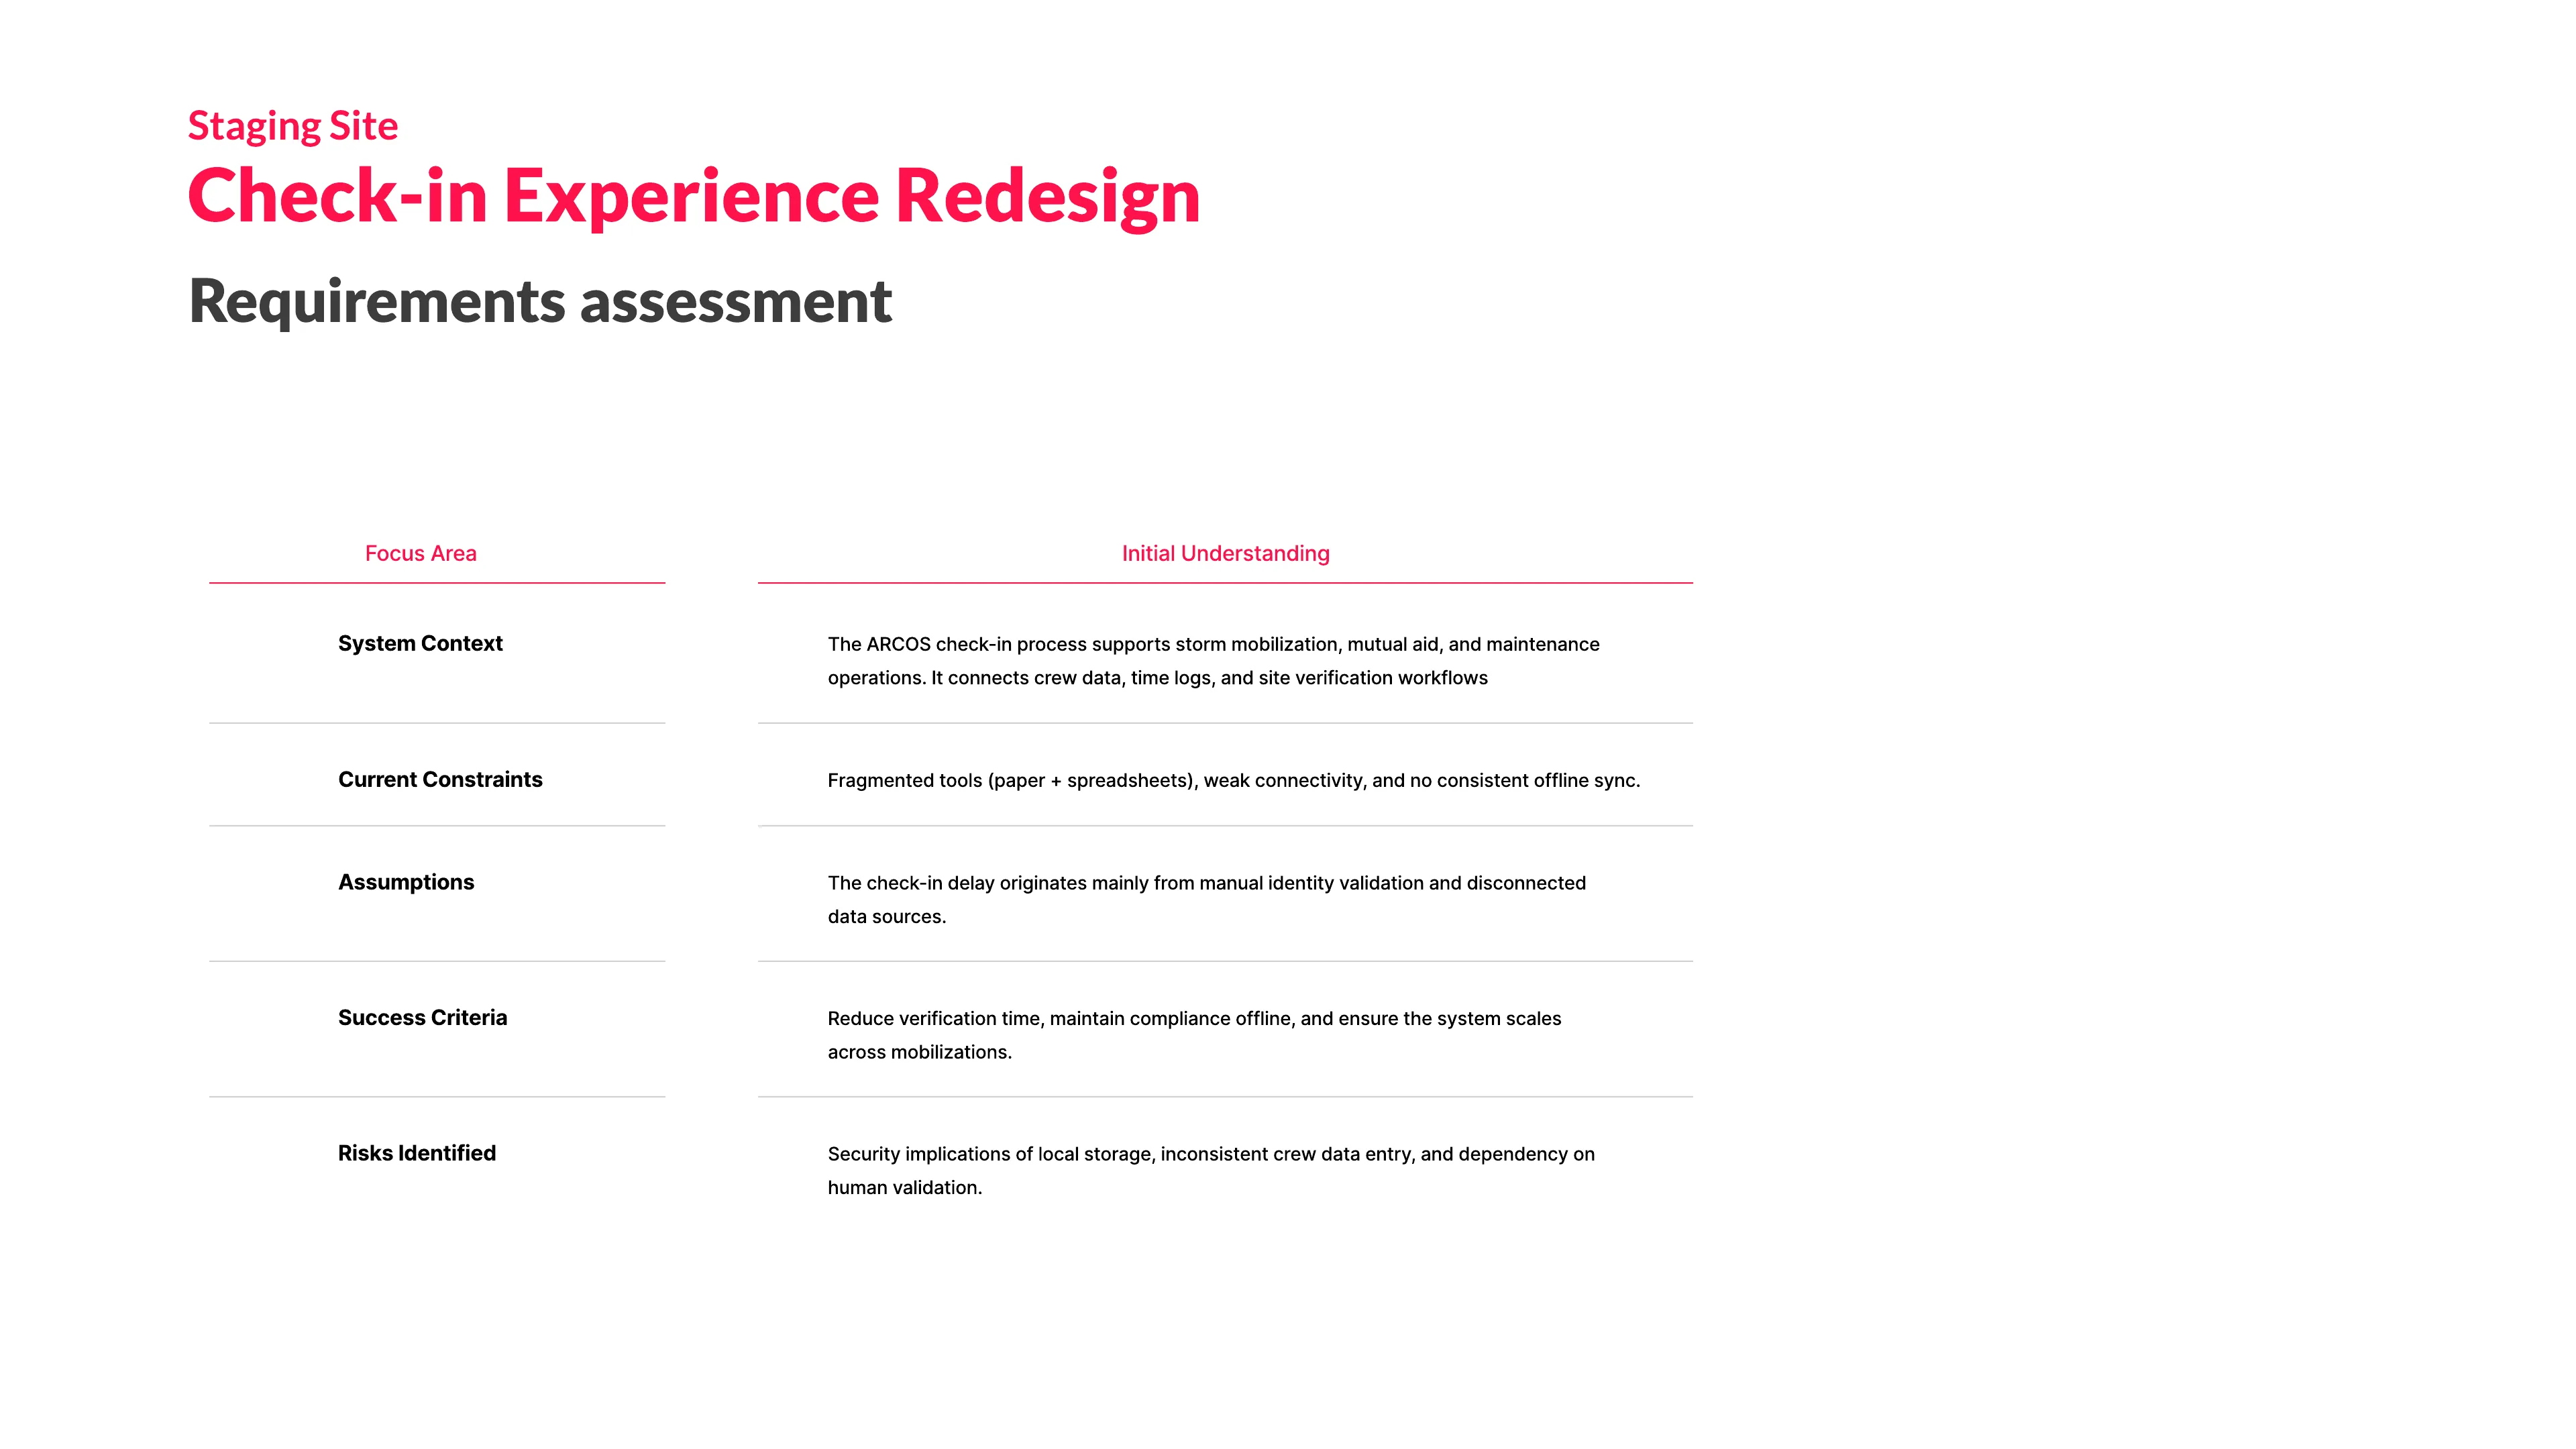 Staging Site
Check-in Experience Redesign
Requirements assessment
Focus Area
Initial Understanding
System Context
The ARCOS check-in process supports storm mobilization, mutual aid, and maintenance
operations. It connects crew data, time logs, and site verification workflows
Current Constraints
Fragmented tools (paper + spreadsheets), weak connectivity, and no consistent offline sync.
Assumptions
The check-in delay originates mainly from manual identity validation and disconnected
data sources.
Success Criteria
Reduce verification time, maintain compliance offline, and ensure the system scales
across mobilizations.
Risks Identified
Security implications of local storage, inconsistent crew data entry, and dependency on
human validation.